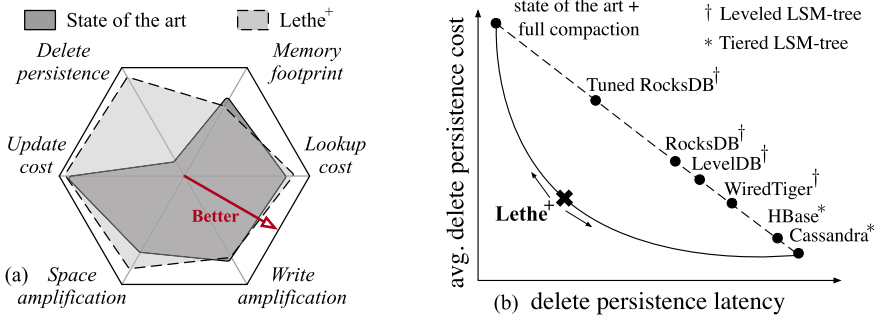 State of the art
Lethe+
Delete
persistence
Memory
footprint
Update
cost
Lookup
cost
Better
(a)
Space
amplification
Write
amplification
avg. delete persistence cost
state of the art +
full compaction
† Leveled LSM-tree
* Tiered LSM-tree
Tuned RocksDB†
RocksDB†
LevelDB†
WiredTiger†
HBase*
Cassandra*
Lethe+
(b) delete persistence latency